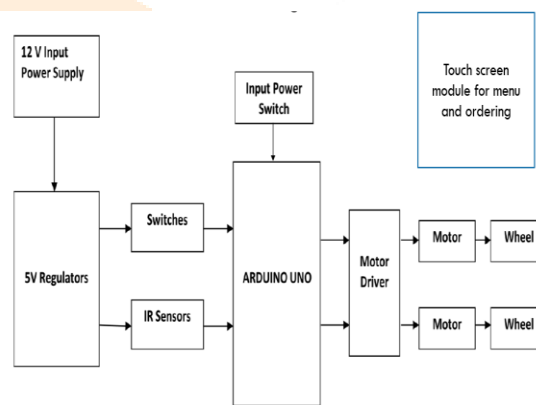 12 V Input
Power Supply
Input Power
Switch
Touch screen
module for menu
and ordering
5V Regulators
Switches
IR Sensors
ARDUINO UNO
Motor
Driver
Motor
Wheel
Motor
Wheel